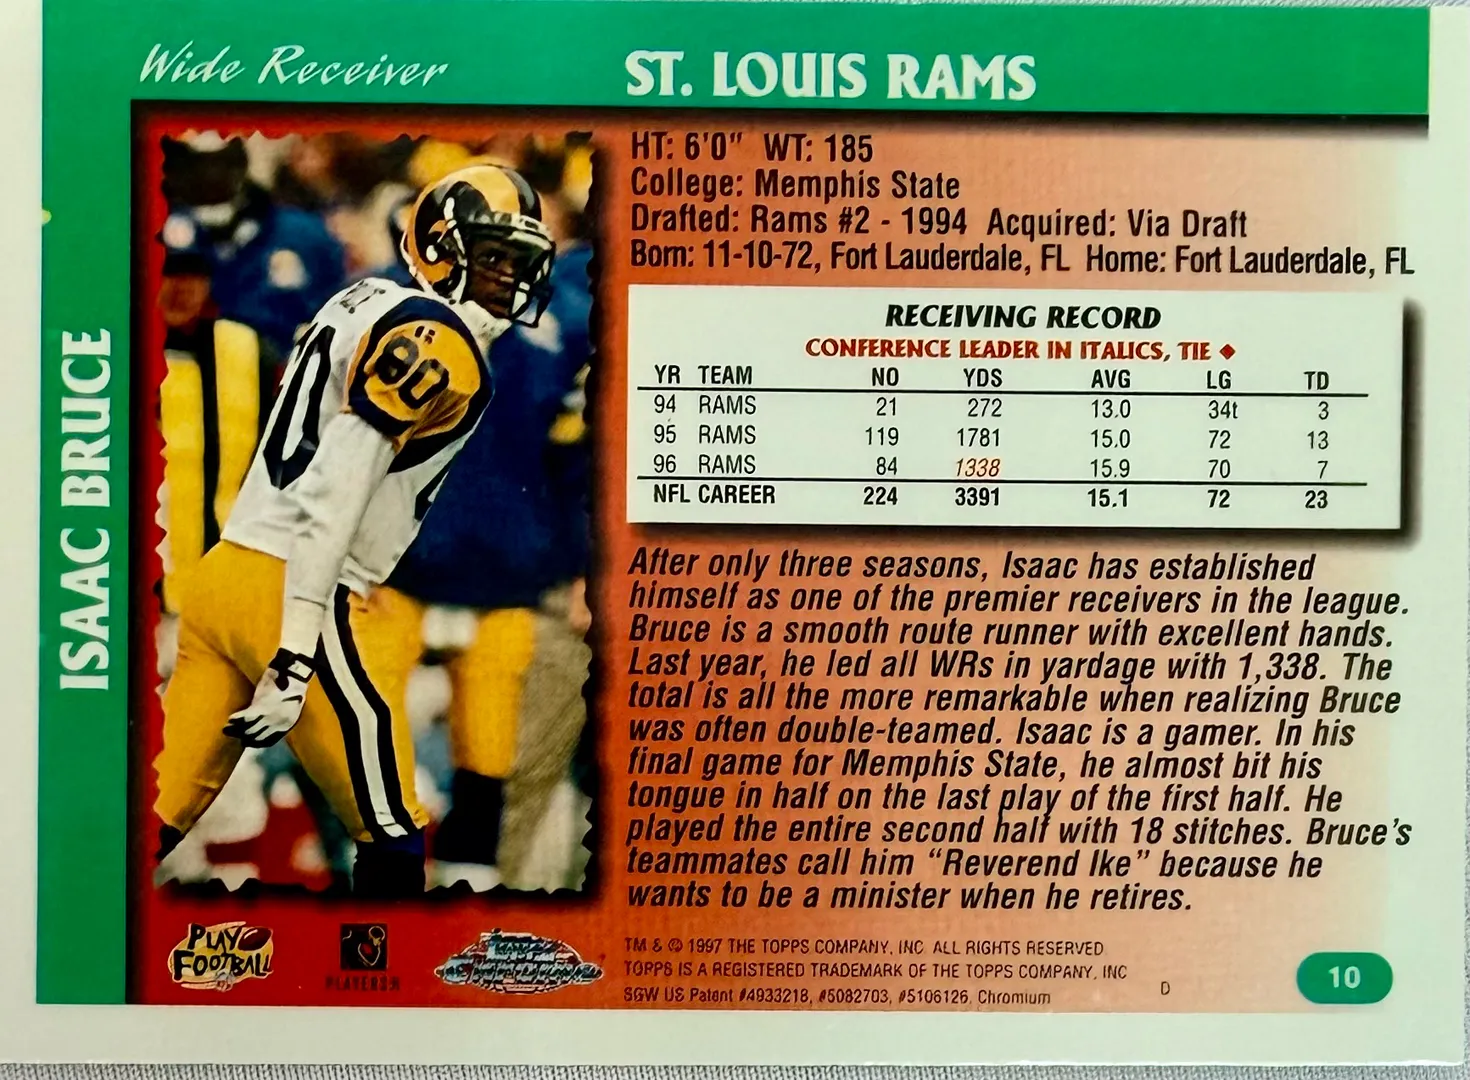 Wide Receiver
ST. LOUIS RAMS
ISAAC BRUCE
HT: 6'0" WT: 185
College: Memphis State
Drafted: Rams #2 - 1994 Acquired: Via Draft
Born: 11-10-72, Fort Lauderdale, FL Home: Fort Lauderdale, FL
RECEIVING RECORD
CONFERENCE LEADER IN ITALICS, TIE ◆
YR TEAM NO YDS AVG LG TD
94 RAMS 21 272 13.0 34t 3
95 RAMS 119 1781 15.0 72 13
96 RAMS 84 1338 15.9 70 7
NFL CAREER 224 3391 15.1 72 23
After only three seasons, Isaac has established
himself as one of the premier receivers in the league.
Bruce is a smooth route runner with excellent hands.
Last year, he led all WRs in yardage with 1,338. The
total is all the more remarkable when realizing Bruce
was often double-teamed. Isaac is a gamer. In his
final game for Memphis State, he almost bit his
tongue in half on the last play of the first half. He
played the entire second half with 18 stitches. Bruce's
teammates call him “Reverend Ike” because he
wants to be a minister when he retires.
80
PLAY
FOOTBALL
PLAYERS
TM & © 1997 THE TOPPS COMPANY, INC. ALL RIGHTS RESERVED
TOPPS IS A REGISTERED TRADEMARK OF THE TOPPS COMPANY, INC
SGW US Patent #4933218, #5082703, #5106126, Chromium
D
10